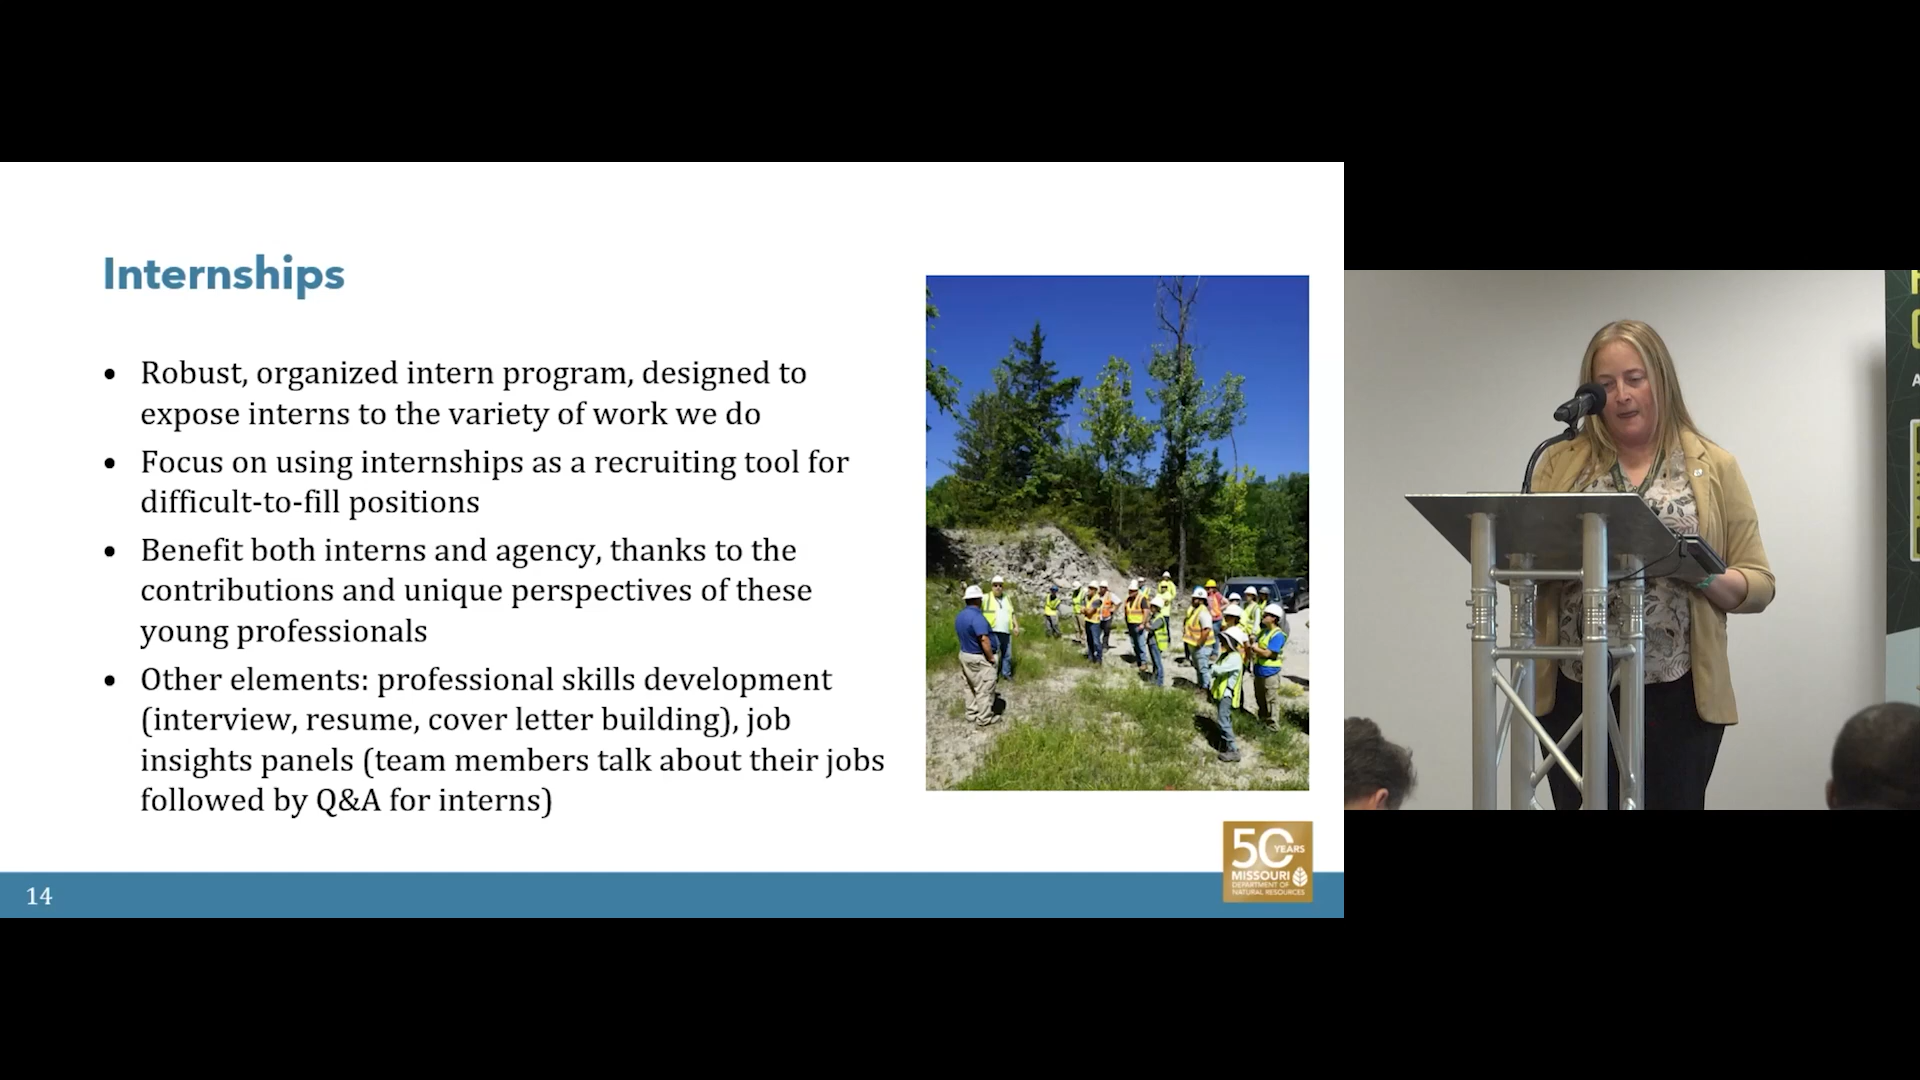 Internships
• Robust, organized intern program, designed to
expose interns to the variety of work we do
• Focus on using internships as a recruiting tool for
difficult-to-fill positions
• Benefit both interns and agency, thanks to the
contributions and unique perspectives of these
young professionals
• Other elements: professional skills development
(interview, resume, cover letter building), job
insights panels (team members talk about their jobs
followed by Q&A for interns)
50
YEARS
MISSOURI
DEPARTMENT OF
NATURAL RESOURCES
14